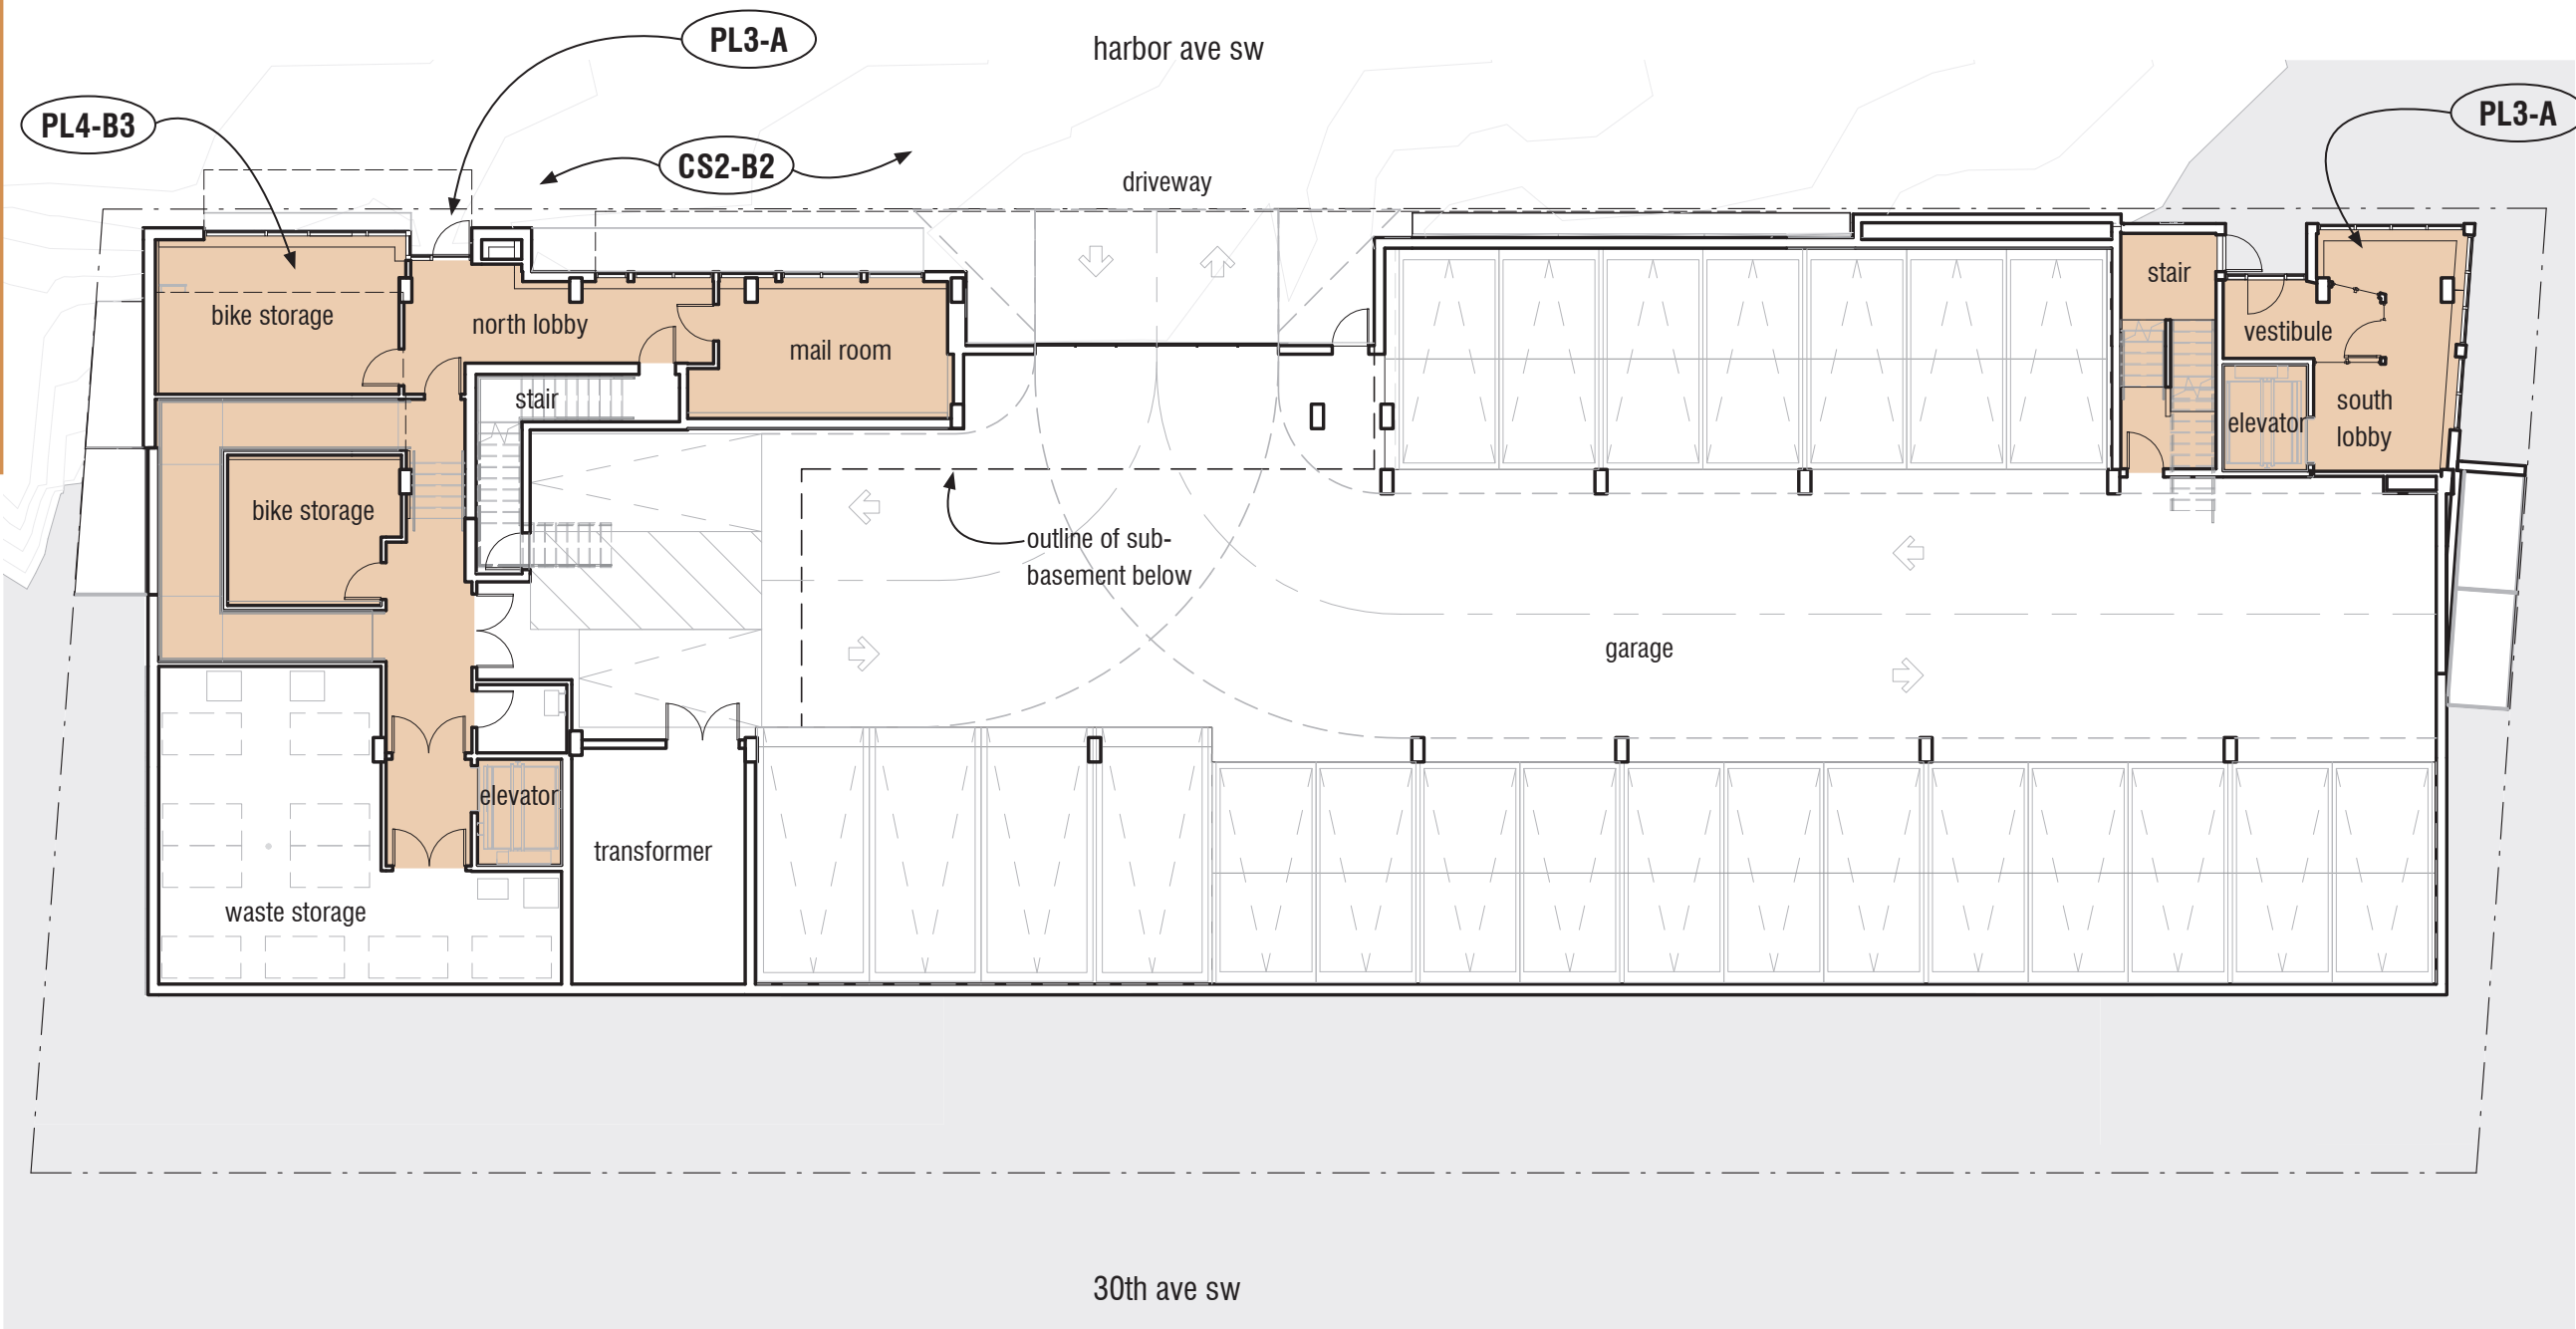 PL3-A
harbor ave sw
PL4-B3
PL3-A
CS2-B2
driveway
bike storage
north lobby
mail room
stair
vestibule
stair
elevator
south
lobby
bike storage
outline of sub-
basement below
garage
elevator
transformer
waste storage
30th ave sw